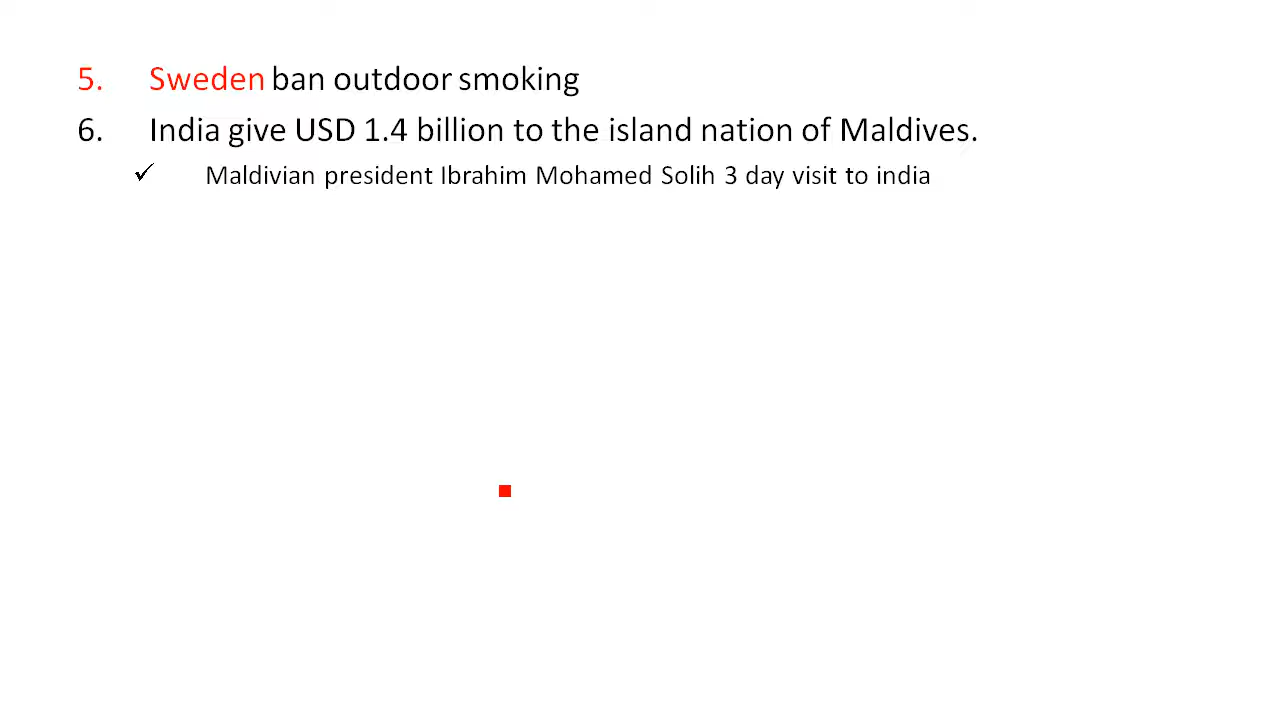 5. Sweden ban outdoor smoking
6. India give USD 1.4 billion to the island nation of Maldives.
✓ Maldivian president Ibrahim Mohamed Solih 3 day visit to india